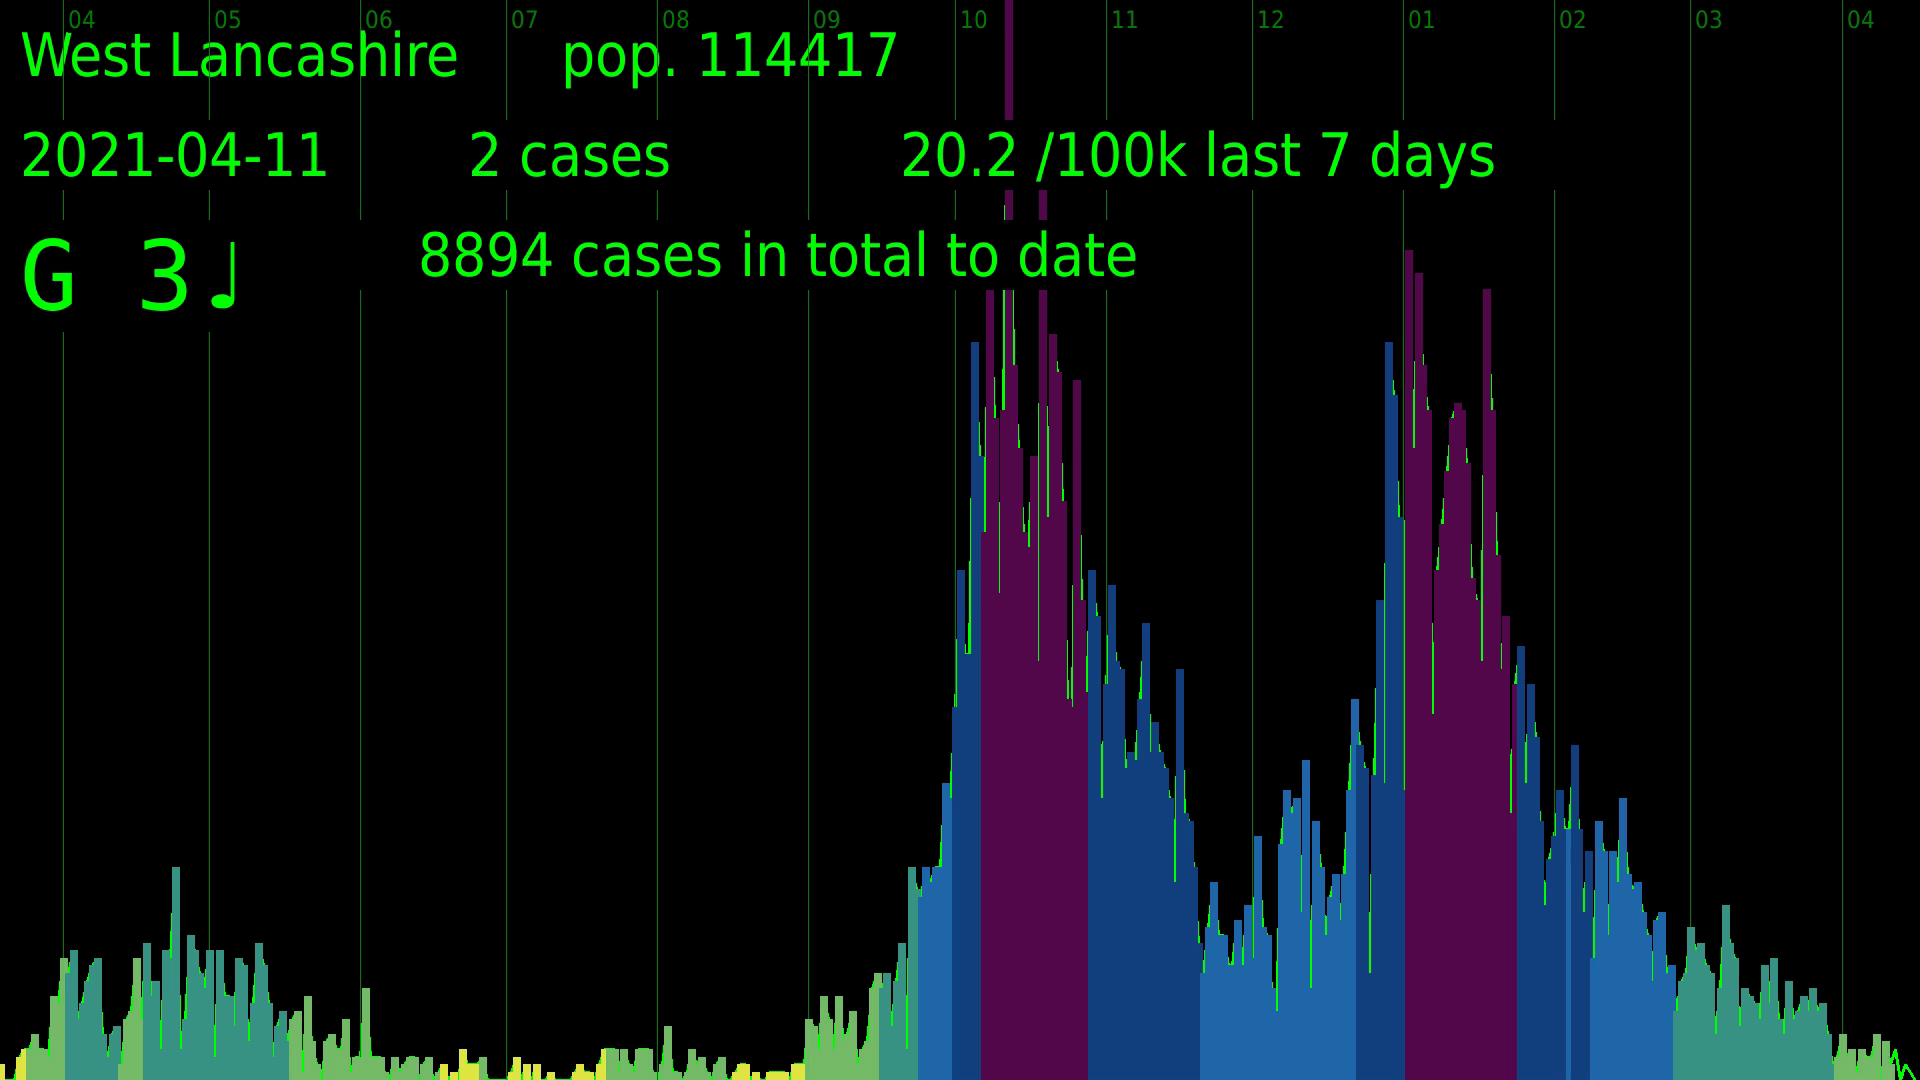 04 05 06 07 08 09 10 11 12 01 02 03 04
West Lancashire pop. 114417
2021-04-11 2 cases 20.2 /100k last 7 days
G 3♩ 8894 cases in total to date